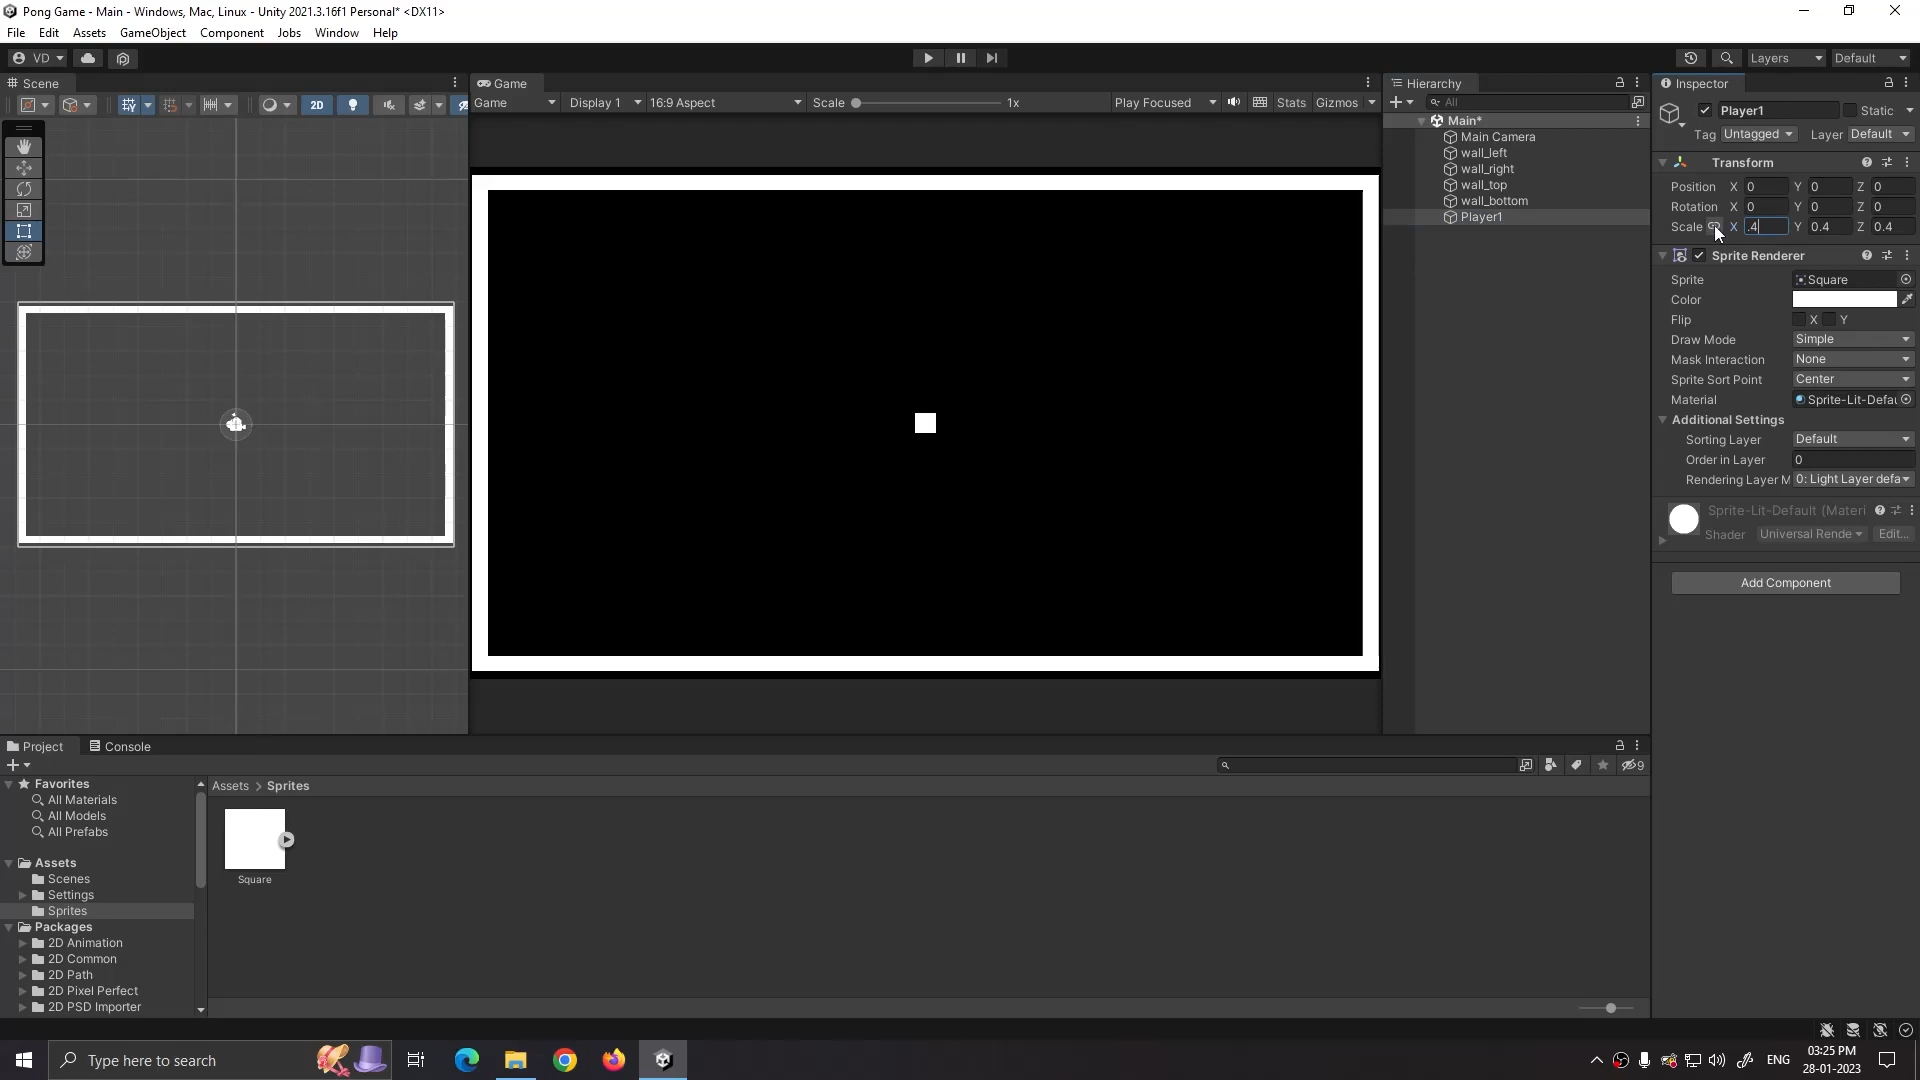 Pong Game - Main - Windows, Mac, Linux - Unity 2021.3.16f1 Personal* <DX11>
File Edit Assets GameObject Component Jobs Window Help
VD Layers Default
Scene
2D
Game
Game Display 1 16:9 Aspect Scale 1x Play Focused Stats Gizmos
Hierarchy
All
Main*
Main Camera
wall_left
wall_right
wall_top
wall_bottom
Player1
Inspector
Player1 Static
Tag Untagged Layer Default
Transform
Position X 0 Y 0 Z 0
Rotation X 0 Y 0 Z 0
Scale X .4 Y 0.4 Z 0.4
Sprite Renderer
Sprite Square
Color
Flip X Y
Draw Mode Simple
Mask Interaction None
Sprite Sort Point Center
Material Sprite-Lit-Defau
Additional Settings
Sorting Layer Default
Order in Layer 0
Rendering Layer M 0: Light Layer defa
Sprite-Lit-Default (Materi
Shader Universal Rende Edit...
Add Component
Project Console
9
Favorites
All Materials
All Models
All Prefabs
Assets
Scenes
Settings
Sprites
Packages
2D Animation
2D Common
2D Path
2D Pixel Perfect
2D PSD Importer
Assets > Sprites
Square
Type here to search
ENG
03:25 PM
28-01-2023